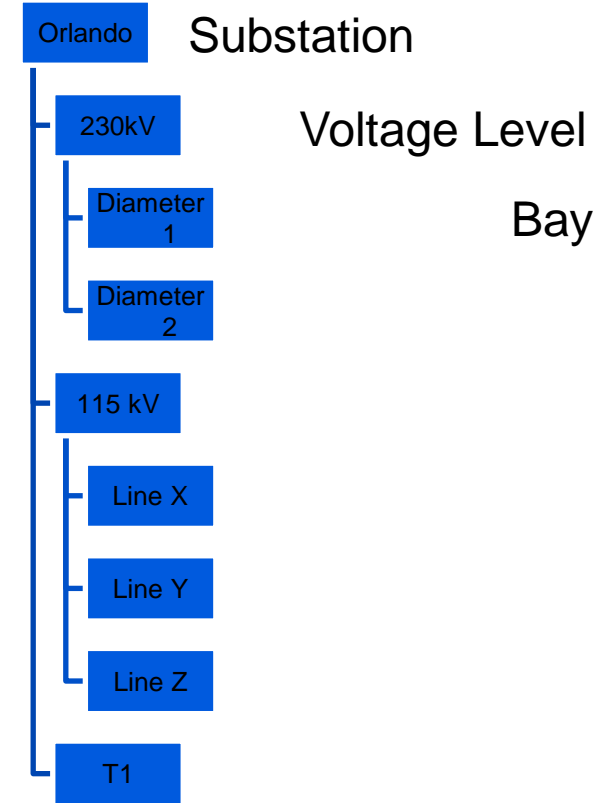 Orlando Substation
230kV Voltage Level
Diameter
1
Bay
Diameter
2
115 kV
Line X
Line Y
Line Z
T1